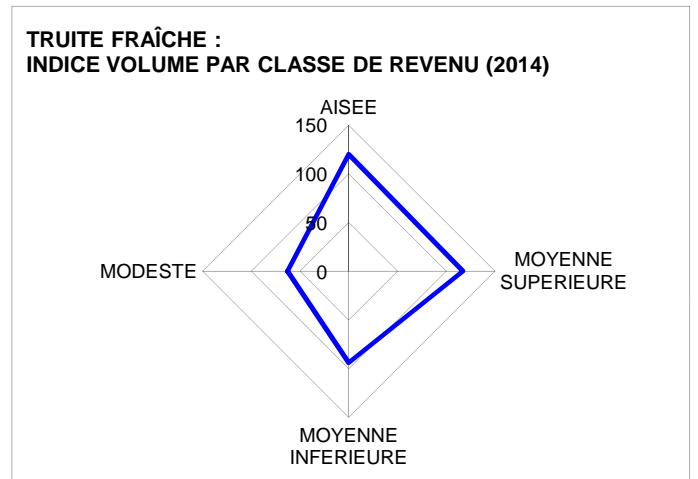 TRUITE FRAÎCHE :
INDICE VOLUME PAR CLASSE DE REVENU (2014)
AISEE
150
100
50
0
MODESTE
MOYENNE
SUPERIEURE
MOYENNE
INFERIEURE